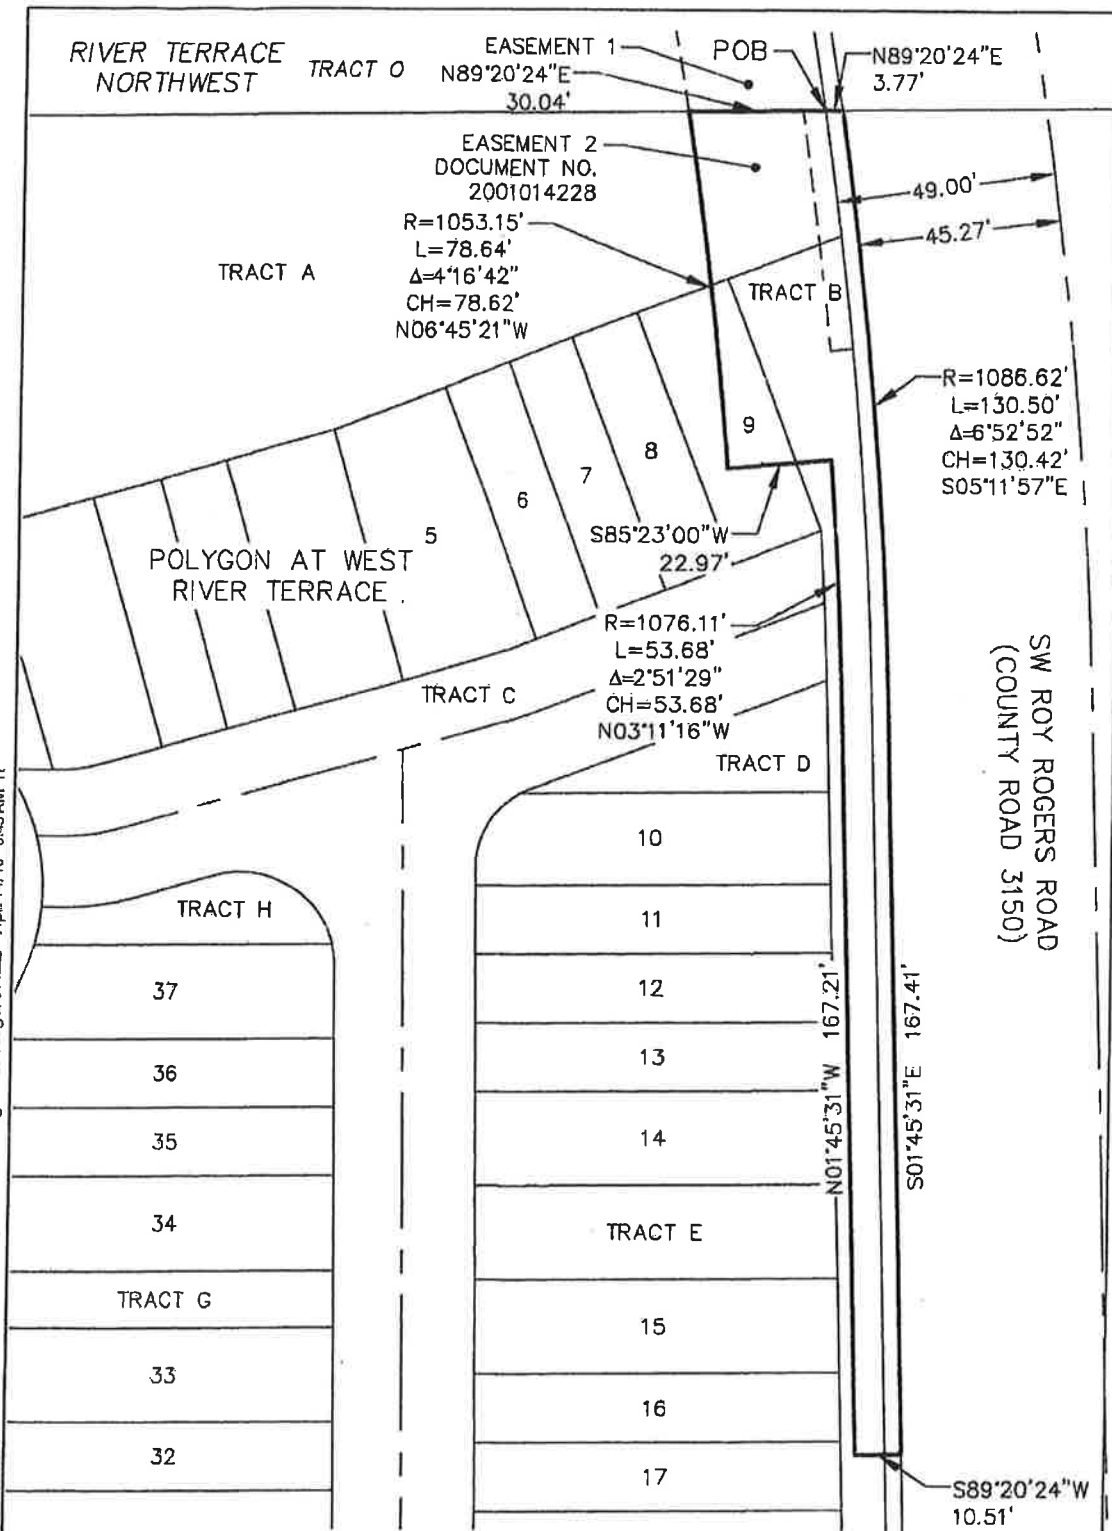 RIVER TERRACE
NORTHWEST
TRACT O
EASEMENT 1
N89°20'24"E
30.04'
POB
N89°20'24"E
3.77'
EASEMENT 2
DOCUMENT NO.
2001014228
R=1053.15'
L=78.64'
Δ=4°16'42"
CH=78.62'
N06°45'21"W
49.00'
45.27'
TRACT A
TRACT B
R=1086.62'
L=130.50'
Δ=6°52'52"
CH=130.42'
S05°11'57"E
9
8
7
6
5
S85°23'00"W
22.97'
POLYGON AT WEST
RIVER TERRACE
R=1076.11'
L=53.68'
Δ=2°51'29"
CH=53.68'
N03°11'16"W
SW ROY ROGERS ROAD
(COUNTY ROAD 3150)
TRACT C
TRACT D
10
11
12
13
14
TRACT E
15
16
17
TRACT H
37
36
35
34
TRACT G
33
32
N01°45'31"W 167.21'
S01°45'31"E 167.41'
S89°20'24"W
10.51'